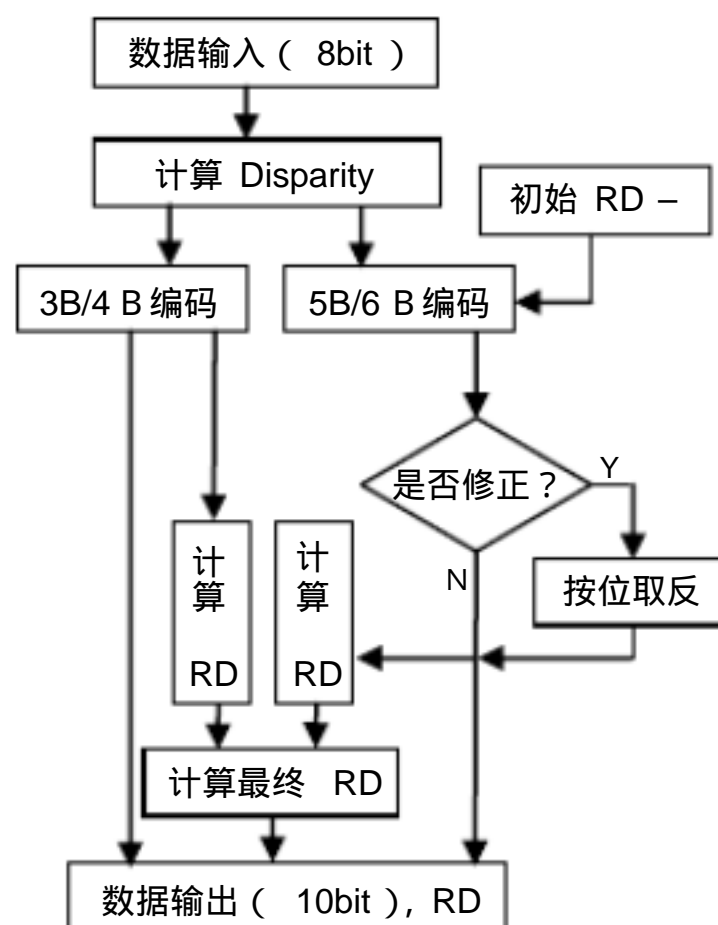 数据输入( 8bit )
计算 Disparity
初始 RD –
3B/4 B编码
5B/6 B编码
是否修正?
Y
N
按位取反
计
算
RD
计
算
RD
计算最终 RD
数据输出( 10bit ), RD